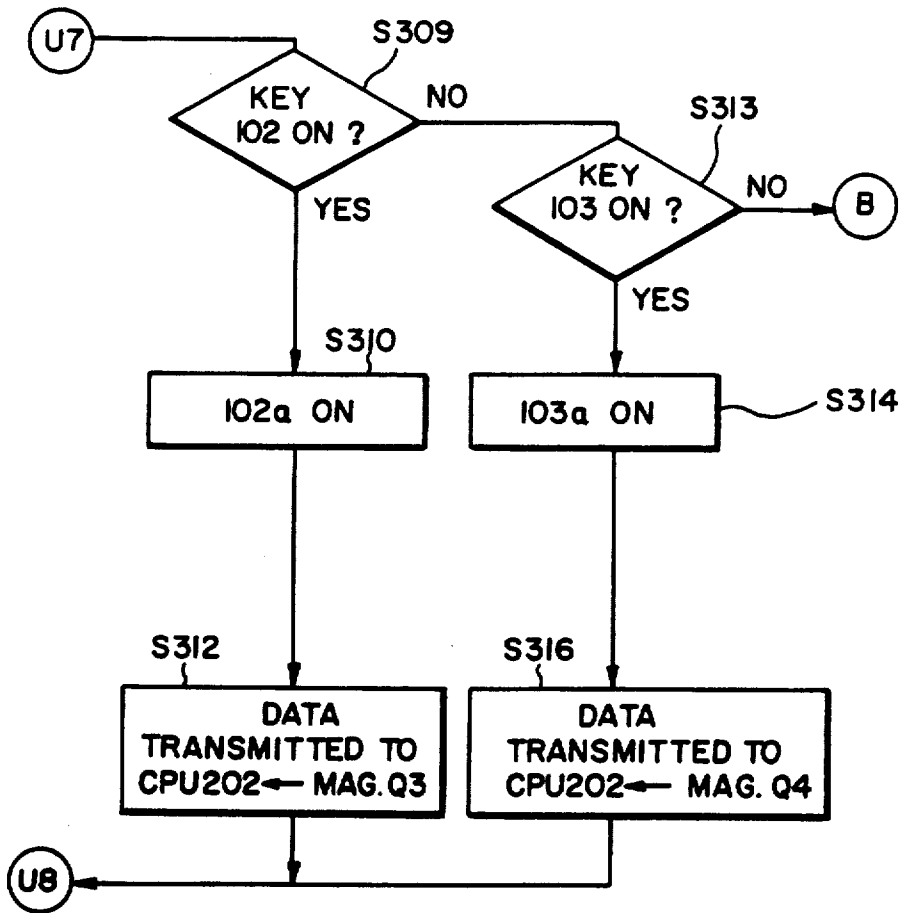 U7
S309
KEY
102 ON ?
NO
YES
S313
KEY
103 ON ?
NO
B
YES
S310
102a ON
103a ON
S314
S312
DATA
TRANSMITTED TO
CPU202← MAG. Q3
S316
DATA
TRANSMITTED TO
CPU202← MAG. Q4
U8